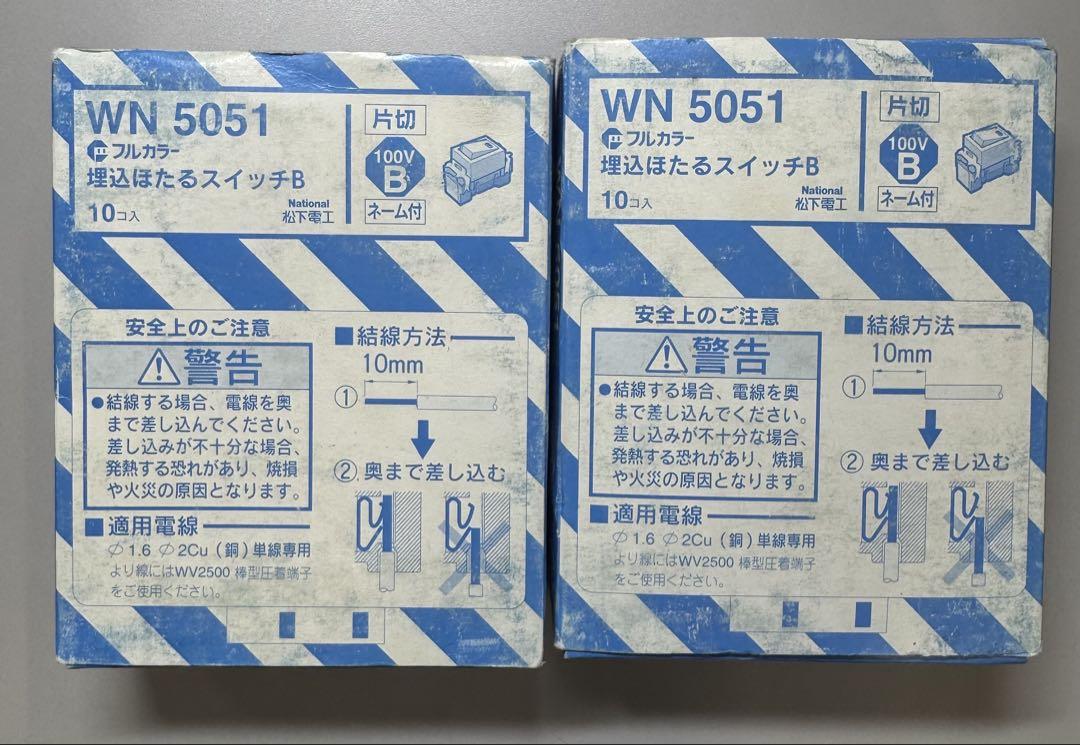 WN 5051
フルカラー
埋込ほたるスイッチB
10コ入
National
松下電工
片切
100V
B
ネーム付
安全上のご注意
警告
●結線する場合、電線を奥
まで差し込んでください。
差し込みが不十分な場合、
発熱する恐れがあり、焼損
や火災の原因となります。
■適用電線
φ1.6 φ2Cu(銅)単線専用
より線にはWV2500 棒型圧着端子
をご使用ください。
■結線方法
10mm
①
② 奥まで差し込む
WN 5051
フルカラー
埋込ほたるスイッチB
10コ入
National
松下電工
片切
100V
B
ネーム付
安全上のご注意
警告
●結線する場合、電線を奥
まで差し込んでください。
差し込みが不十分な場合、
発熱する恐れがあり、焼損
や火災の原因となります。
■適用電線
φ1.6 φ2Cu(銅)単線専用
より線にはWV2500 棒型圧着端子
をご使用ください。
■結線方法
10mm
①
② 奥まで差し込む